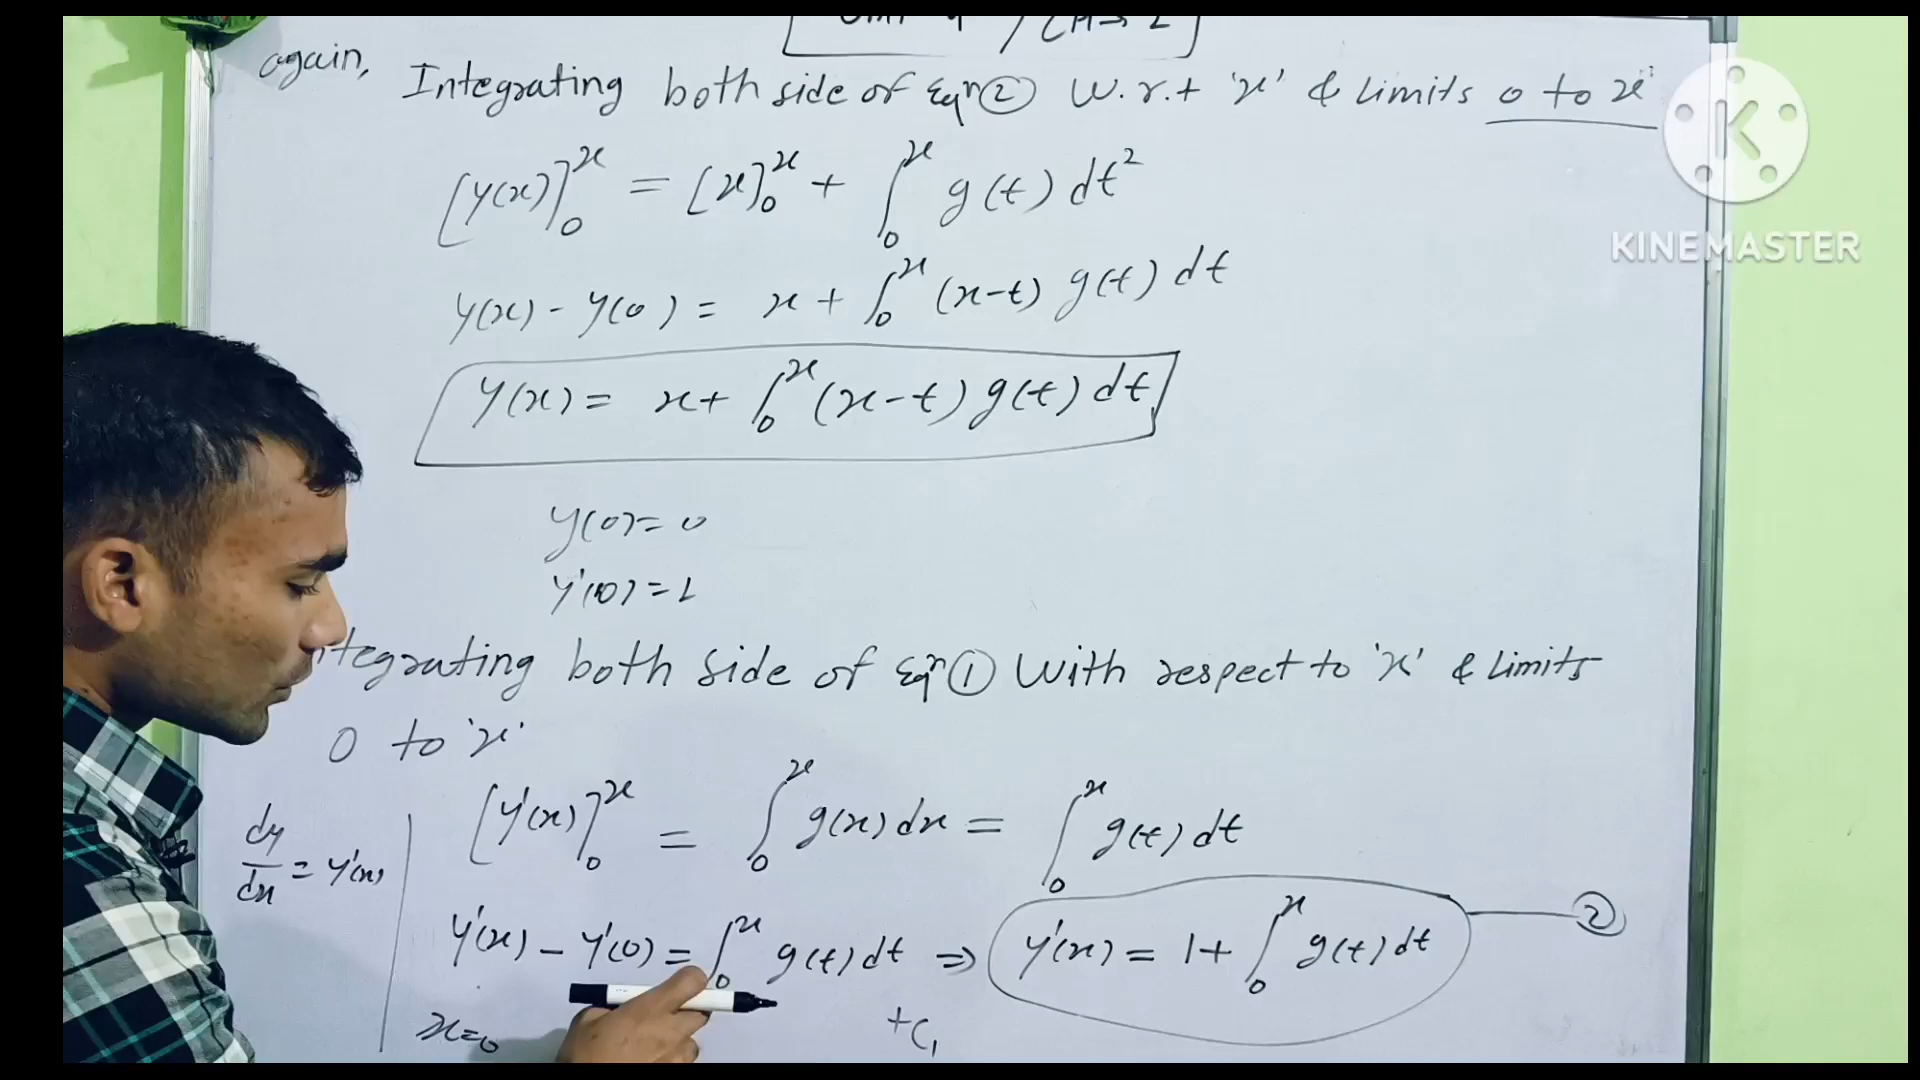 again, Integrating both side of Eqn ② w.r.t 'x' & limits 0 to x
KINEMASTER
[y(x)]₀ˣ = [x]₀ˣ + ∫₀ˣ g(t) dt²
y(x) - y(0) = x + ∫₀ˣ (x-t) g(t) dt
y(x) = x + ∫₀ˣ (x-t) g(t) dt
y(0) = 0
y'(0) = 1
ntegrating both side of Eqn ① With respect to 'x' & limits
0 to 'x'
[y'(x)]₀ˣ = ∫₀ˣ g(x) dx = ∫₀ˣ g(t) dt
dy/dx = y'(x)
y'(x) - y'(0) = ∫₀ˣ g(t) dt ⇒ y'(x) = 1 + ∫₀ˣ g(t) dt ②
x=0 +C₁